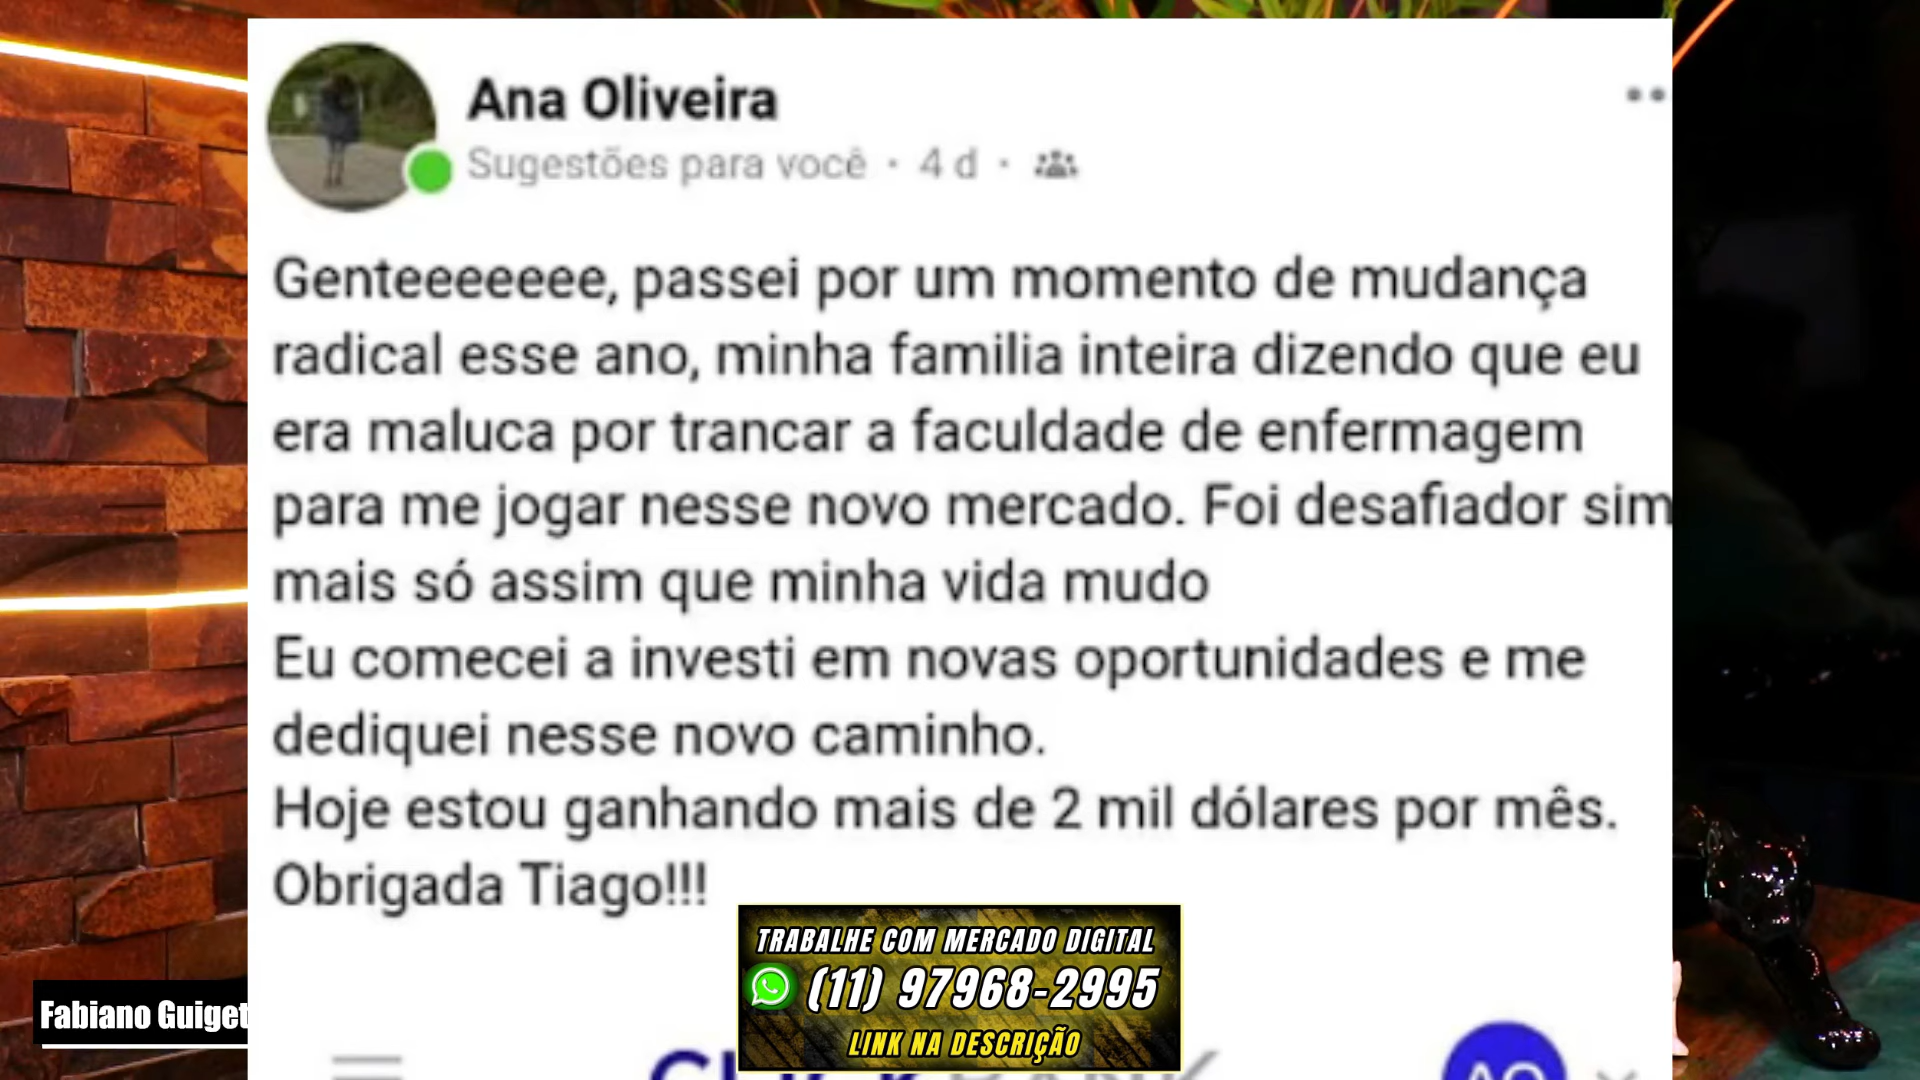 Ana Oliveira
Sugestões para você · 4 d ·
Genteeeeeee, passei por um momento de mudança
radical esse ano, minha familia inteira dizendo que eu
era maluca por trancar a faculdade de enfermagem
para me jogar nesse novo mercado. Foi desafiador sim
mais só assim que minha vida mudo
Eu comecei a investi em novas oportunidades e me
dediquei nesse novo caminho.
Hoje estou ganhando mais de 2 mil dólares por mês.
Obrigada Tiago!!!
TRABALHE COM MERCADO DIGITAL
(11) 97968-2995
LINK NA DESCRIÇÃO
Fabiano Guiget
AO